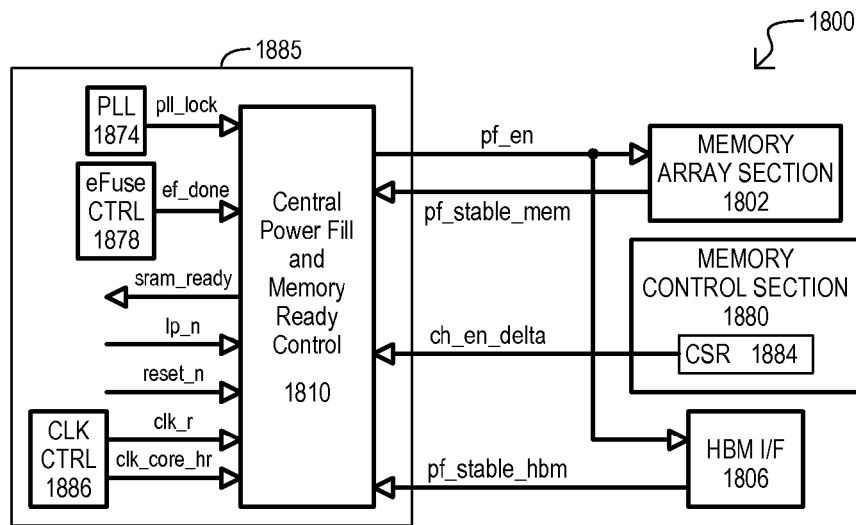 1800
1885
PLL
1874
pll_lock
eFuse
CTRL
1878
ef_done
sram_ready
lp_n
reset_n
CLK
CTRL
1886
clk_r
clk_core_hr
Central
Power Fill
and
Memory
Ready
Control
1810
pf_en
pf_stable_mem
ch_en_delta
pf_stable_hbm
MEMORY
ARRAY SECTION
1802
MEMORY
CONTROL SECTION
1880
CSR 1884
HBM I/F
1806